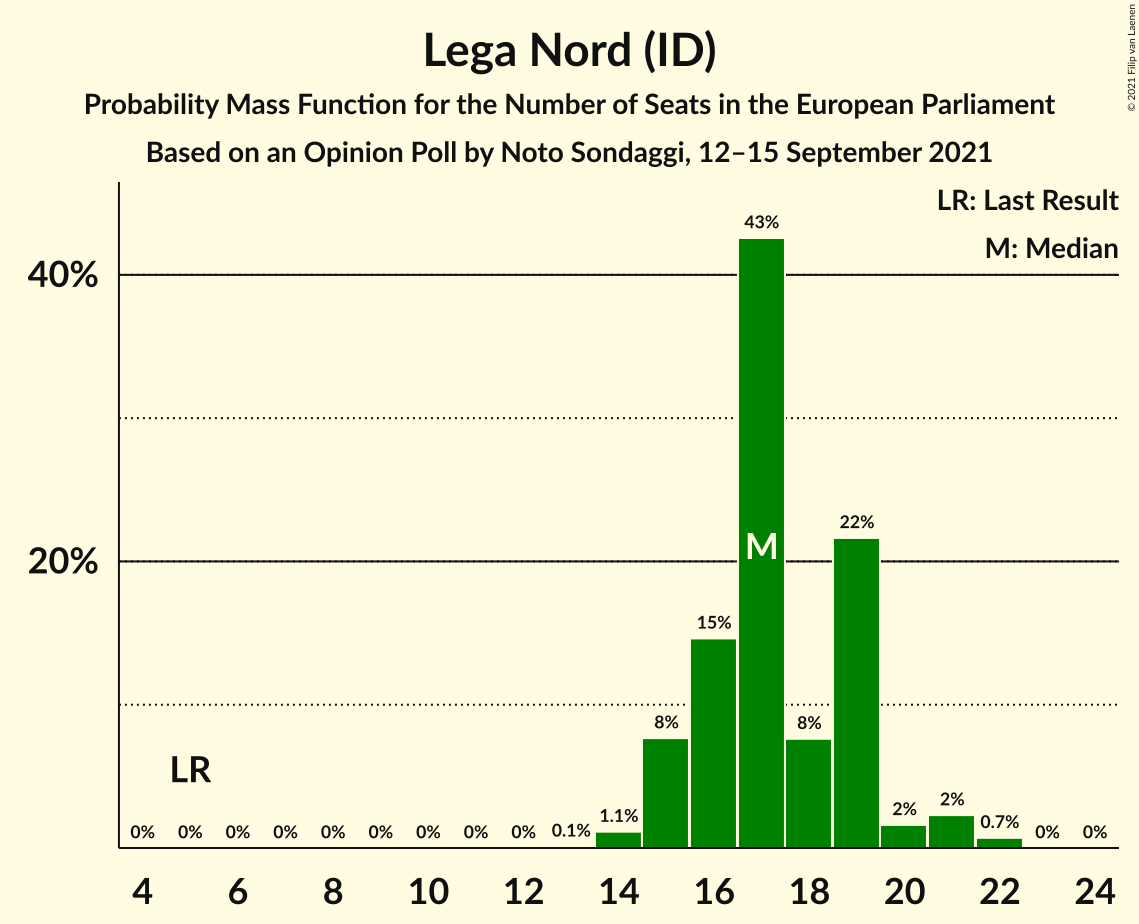 Lega Nord (ID)
Probability Mass Function for the Number of Seats in the European Parliament
Based on an Opinion Poll by Noto Sondaggi, 12–15 September 2021
© 2021 Filip van Laenen
LR: Last Result
M: Median
40%
20%
43%
M
22%
15%
8%
8%
LR
0%
0%
0%
0%
0%
0%
0%
0%
0%
0.1%
1.1%
2%
2%
0.7%
0%
0%
4 6 8 10 12 14 16 18 20 22 24